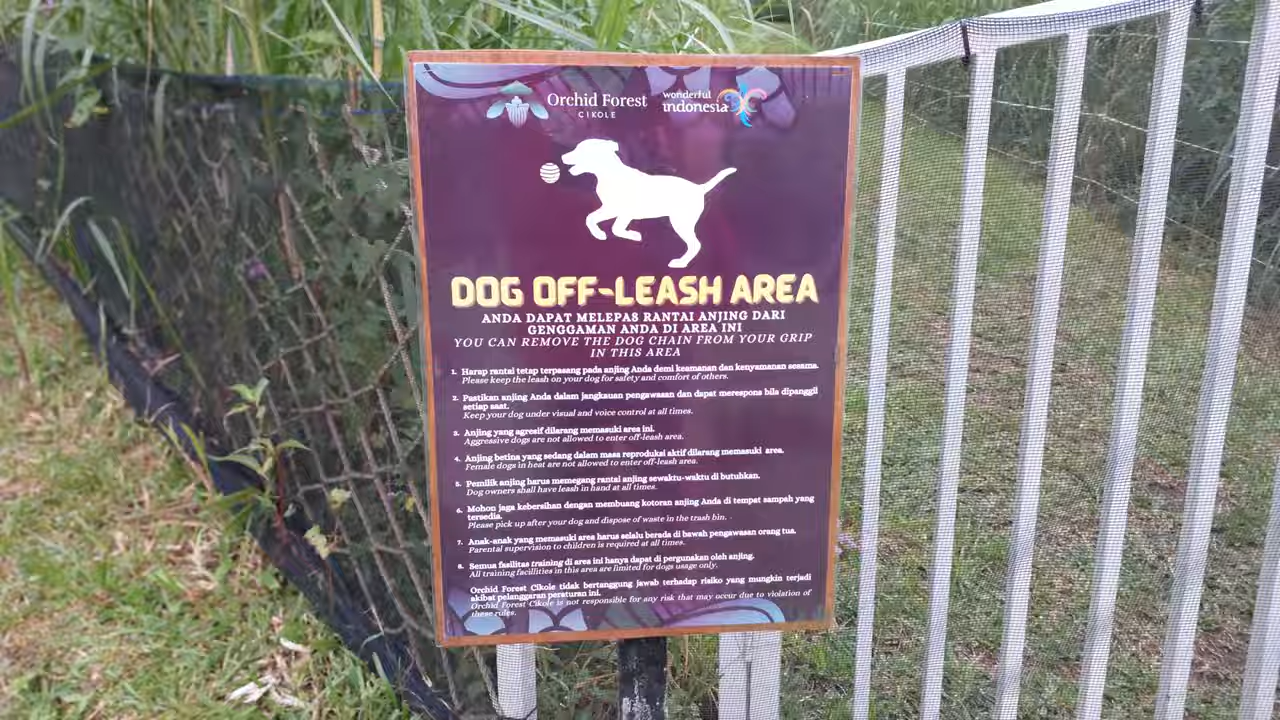 Orchid Forest
CIKOLE
wonderful
indonesia
DOG OFF-LEASH AREA
ANDA DAPAT MELEPAS RANTAI ANJING DARI
GENGGAMAN ANDA DI AREA INI
YOU CAN REMOVE THE DOG CHAIN FROM YOUR GRIP
IN THIS AREA
1. Harap rantai tetap terpasang pada anjing Anda demi keamanan dan kenyamanan sesama.
Please keep the leash on your dog for safety and comfort of others.
2. Pastikan anjing Anda dalam jangkauan pengawasan dan dapat merespons bila dipanggil
setiap saat.
Keep your dog under visual and voice control at all times.
3. Anjing yang agresif dilarang memasuki area ini.
Aggressive dogs are not allowed to enter off-leash area.
4. Anjing betina yang sedang dalam masa reproduksi aktif dilarang memasuki area.
Female dogs in heat are not allowed to enter off-leash area.
5. Pemilik anjing harus memegang rantai anjing sewaktu-waktu di butuhkan.
Dog owners shall have leash in hand at all times.
6. Mohon jaga kebersihan dengan membuang kotoran anjing Anda di tempat sampah yang
tersedia.
Please pick up after your dog and dispose of waste in the trash bin. .
7. Anak-anak yang memasuki area harus selalu berada di bawah pengawasan orang tua.
Parental supervision to children is required at all times.
8. Semua fasilitas training di area ini hanya dapat di pergunakan oleh anjing.
All training facillities in this area are limited for dogs usage only.
Orchid Forest Cikole tidak bertanggung jawab terhadap risiko yang mungkin terjadi
akibat pelanggaran peraturan ini.
Orchid Forest Cikole is not responsible for any risk that may occur due to violation of
these rules.